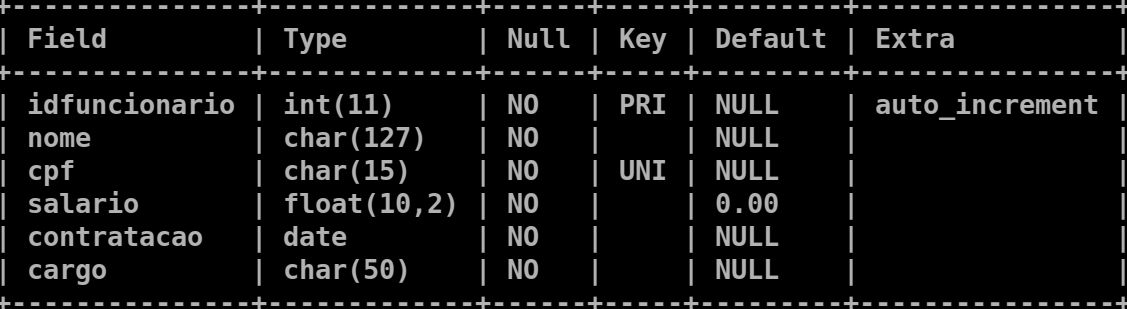 +---------------+-------------+------+-----+---------+----------------+
| Field         | Type        | Null | Key | Default | Extra          |
+---------------+-------------+------+-----+---------+----------------+
| idfuncionario | int(11)     | NO   | PRI | NULL    | auto_increment |
| nome          | char(127)   | NO   |     | NULL    |                |
| cpf           | char(15)    | NO   | UNI | NULL    |                |
| salario       | float(10,2) | NO   |     | 0.00    |                |
| contratacao   | date        | NO   |     | NULL    |                |
| cargo         | char(50)    | NO   |     | NULL    |                |
+---------------+-------------+------+-----+---------+----------------+